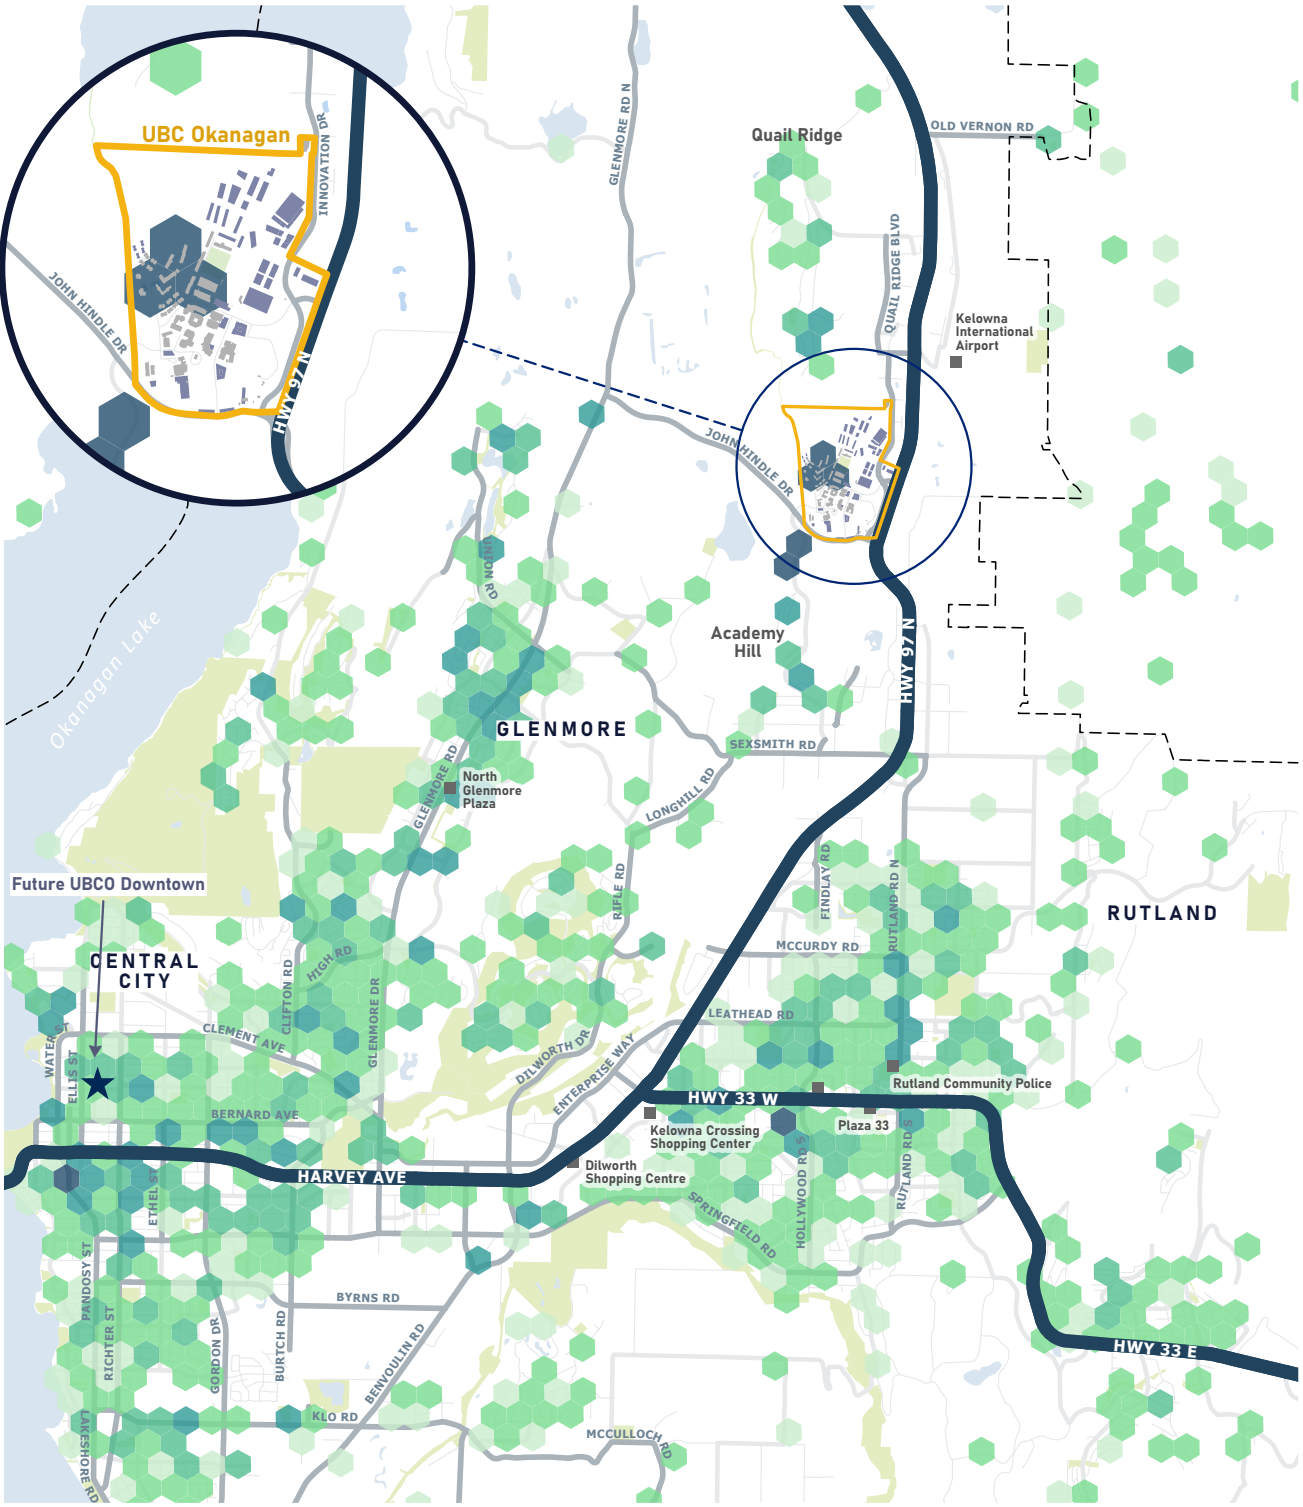 OLD VERNON RD
GLENMORE RD N
UBC Okanagan
INNOVATION DR
Quail Ridge
QUAIL RIDGE BLVD
JOHN HINDLE DR
HWY 97 N
Kelowna
International
Airport
JOHN HINDLE DR
UNION RD
Okanagan Lake
Academy
Hill
HWY 97 N
GLENMORE
SEXSMITH RD
GLENMORE RD
North
Glenmore
Plaza
LONGHILL RD
Future UBCO Downtown
RIFLE RD
FINDLAY RD
RUTLAND RD N
RUTLAND
CENTRAL
CITY
HIGH RD
MCCURDY RD
CLIFTON RD
GLENMORE DR
LEATHEAD RD
WATER ST
CLEMENT AVE
ELLIS ST
DILWORTH DR
ENTERPRISE WAY
Rutland Community Police
HWY 33 W
BERNARD AVE
Kelowna Crossing
Shopping Center
Plaza 33
HARVEY AVE
Dilworth
Shopping Centre
ETHEL ST
SPRINGFIELD RD
HOLLYWOOD RD S
RUTLAND RD S
PANDOSY ST
BYRNS RD
RICHTER ST
GORDON DR
BURTCH RD
BENVOULIN RD
HWY 33 E
KLO RD
LAKESHORE RD
MCCULLOCH RD